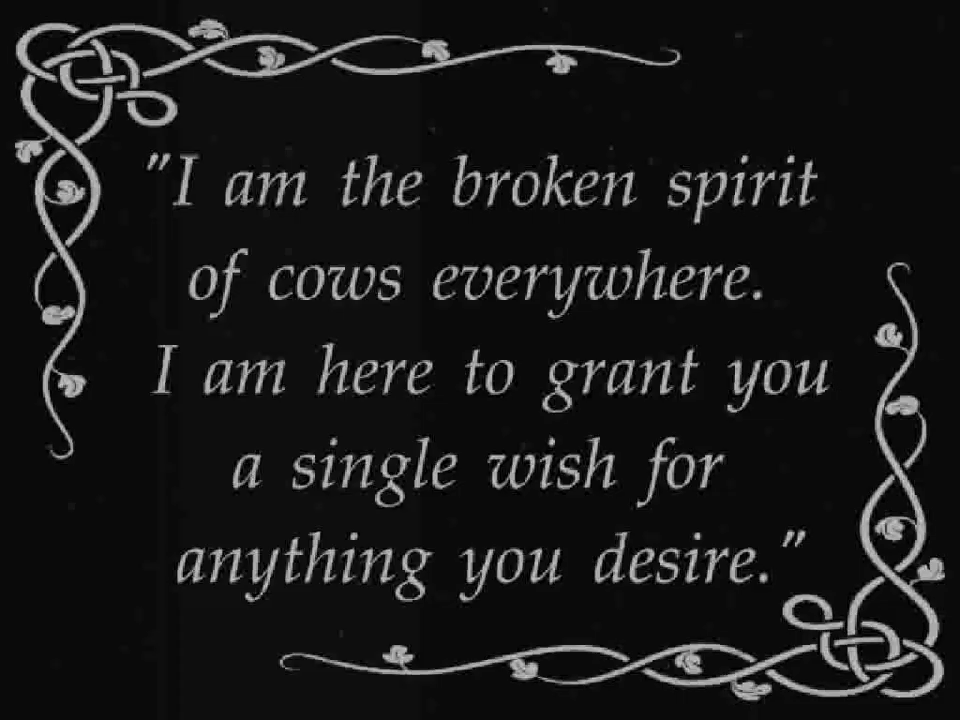 "I am the broken spirit
of cows everywhere.
I am here to grant you
a single wish for
anything you desire."